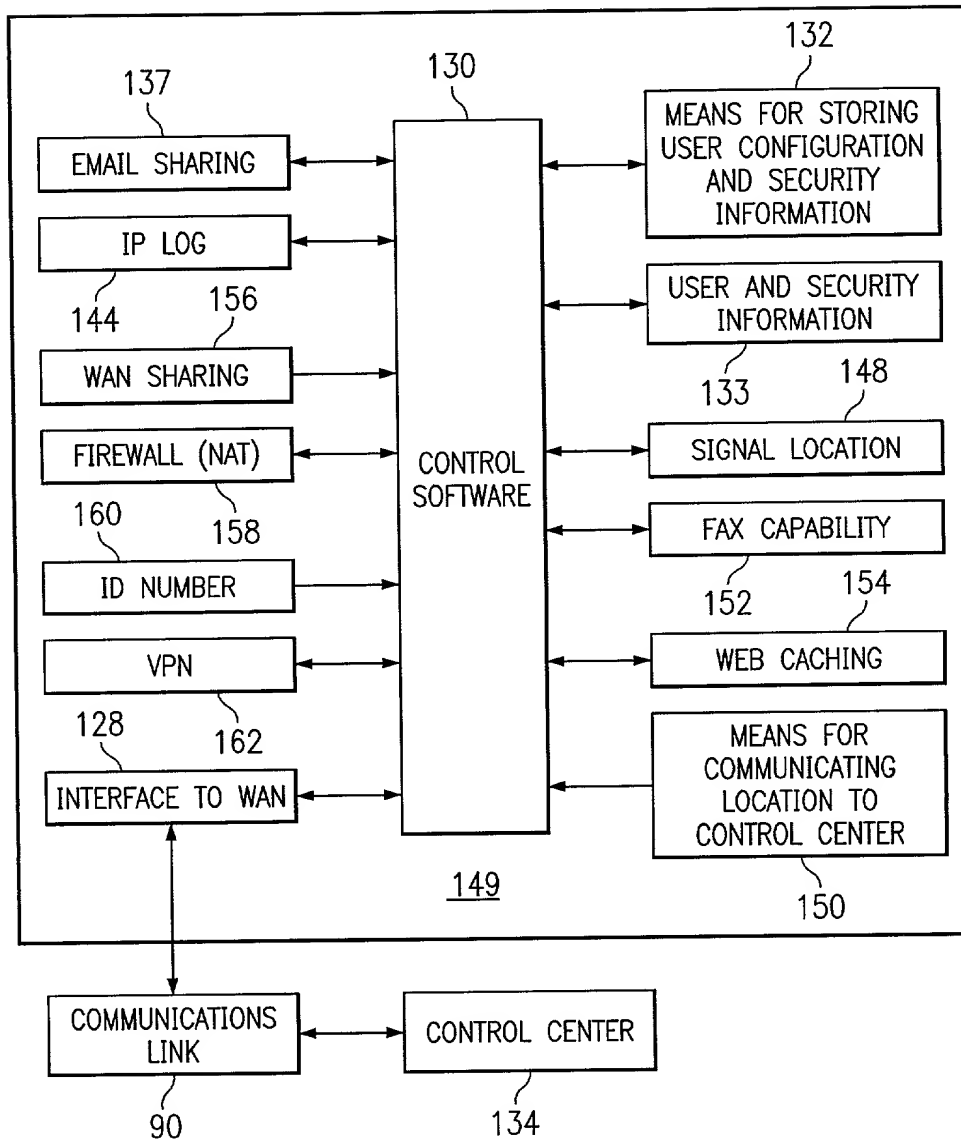 132
137
130
MEANS FOR STORING
USER CONFIGURATION
AND SECURITY
INFORMATION
EMAIL SHARING
IP LOG
144
156
USER AND SECURITY
INFORMATION
133
148
WAN SHARING
FIREWALL (NAT)
158
CONTROL
SOFTWARE
SIGNAL LOCATION
160
FAX CAPABILITY
152
154
ID NUMBER
VPN
162
WEB CACHING
128
INTERFACE TO WAN
MEANS FOR
COMMUNICATING
LOCATION TO
CONTROL CENTER
150
149
COMMUNICATIONS
LINK
90
CONTROL CENTER
134